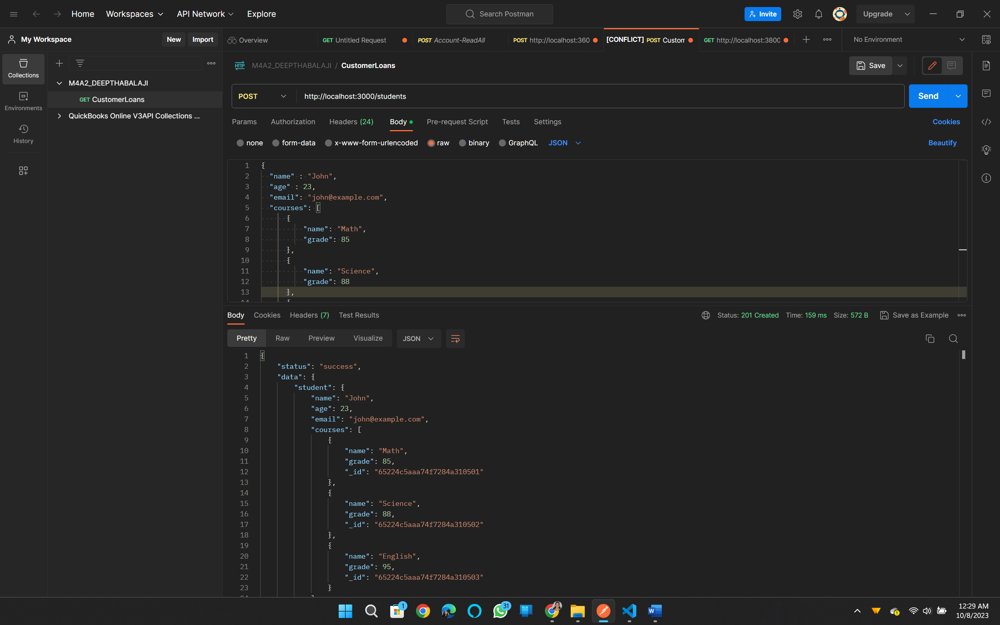 Home Workspaces API Network Explore Search Postman Invite Upgrade
My Workspace New Import Overview GET Untitled Request POST Account-ReadAll POST http://localhost:360 [CONFLICT] POST Custom GET http://localhost:3800 No Environment
Collections
Environments
History
M4A2_DEEPTHABALAJI
GET CustomerLoans
QuickBooks Online V3API Collections ...
HTTP M4A2_DEEPTHABALAJI / CustomerLoans Save
POST http://localhost:3000/students Send
Params Authorization Headers (24) Body Pre-request Script Tests Settings Cookies
none form-data x-www-form-urlencoded raw binary GraphQL JSON Beautify
1 {
2 "name" : "John",
3 "age" : 23,
4 "email": "john@example.com",
5 "courses": [
6 {
7 "name": "Math",
8 "grade": 85
9 },
10 {
11 "name": "Science",
12 "grade": 88
13 },
14 {
Body Cookies Headers (7) Test Results Status: 201 Created Time: 159 ms Size: 572 B Save as Example
Pretty Raw Preview Visualize JSON
1 {
2 "status": "success",
3 "data": {
4 "student": {
5 "name": "John",
6 "age": 23,
7 "email": "john@example.com",
8 "courses": [
9 {
10 "name": "Math",
11 "grade": 85,
12 "_id": "65224c5aaa74f7284a310501"
13 },
14 {
15 "name": "Science",
16 "grade": 88,
17 "_id": "65224c5aaa74f7284a310502"
18 },
19 {
20 "name": "English",
21 "grade": 95,
22 "_id": "65224c5aaa74f7284a310503"
23 }
24 ]
1 31 W 12:29 AM
10/8/2023